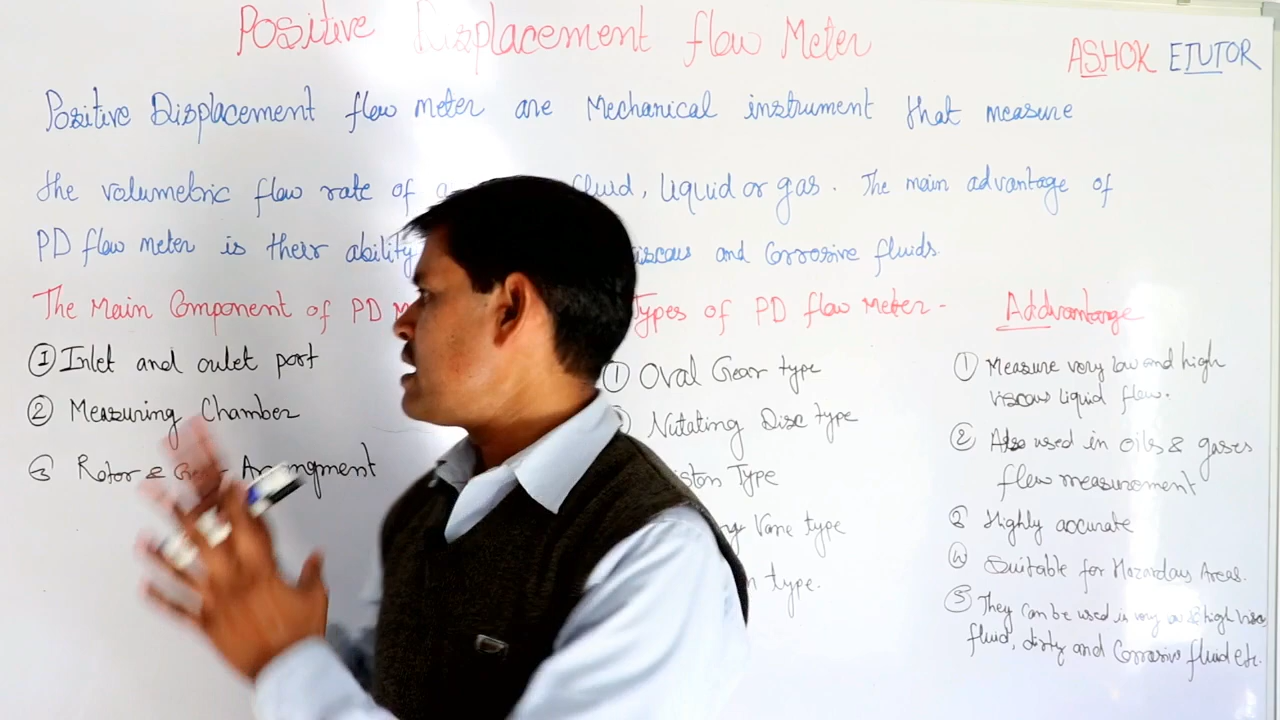 Positive Displacement flow Meter
ASHOK ETUTOR
Positive Displacement flow meter are Mechanical instrument that measure
the volumetric flow rate of a fluid, liquid or gas. The main advantage of
PD flow meter is their ability and Corrosive fluids.
The Main Component of PD
① Inlet and outlet port
② Measuring Chamber
③ Rotor & Arrangment
Types of PD flow Meter -
① Oval Gear type
Nutating Disc type
Type
Vane type
type.
Addvantange
① Measure very low and high
viscous liquid flow.
② Also used in oils & gases
flow measurement
③ Highly accurate
④ Suitable for Hazardous Areas.
⑤ They can be used in very high
fluid, dirty and Corrosive fluid etc.